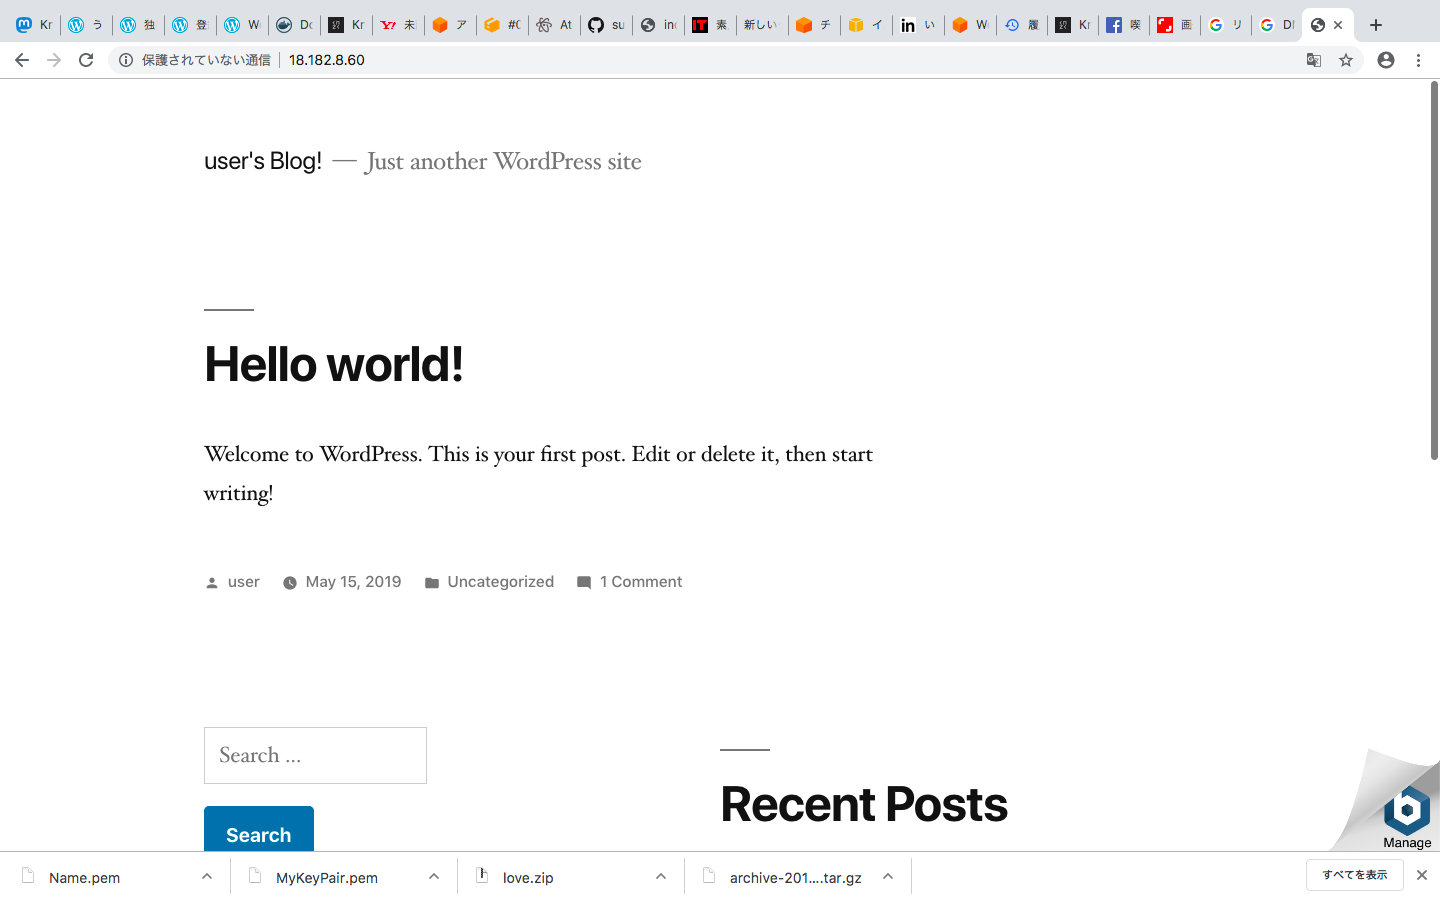 Kr う 独 登 W Do Kr 未 ア #0 At su in 素 新しい チ イ い W 履 Kr 喫 画 リ D
保護されていない通信 18.182.8.60
user's Blog! — Just another WordPress site
Hello world!
Welcome to WordPress. This is your first post. Edit or delete it, then start
writing!
user May 15, 2019 Uncategorized 1 Comment
Search ...
Search
Recent Posts
Manage
Name.pem MyKeyPair.pem love.zip archive-201....tar.gz すべてを表示